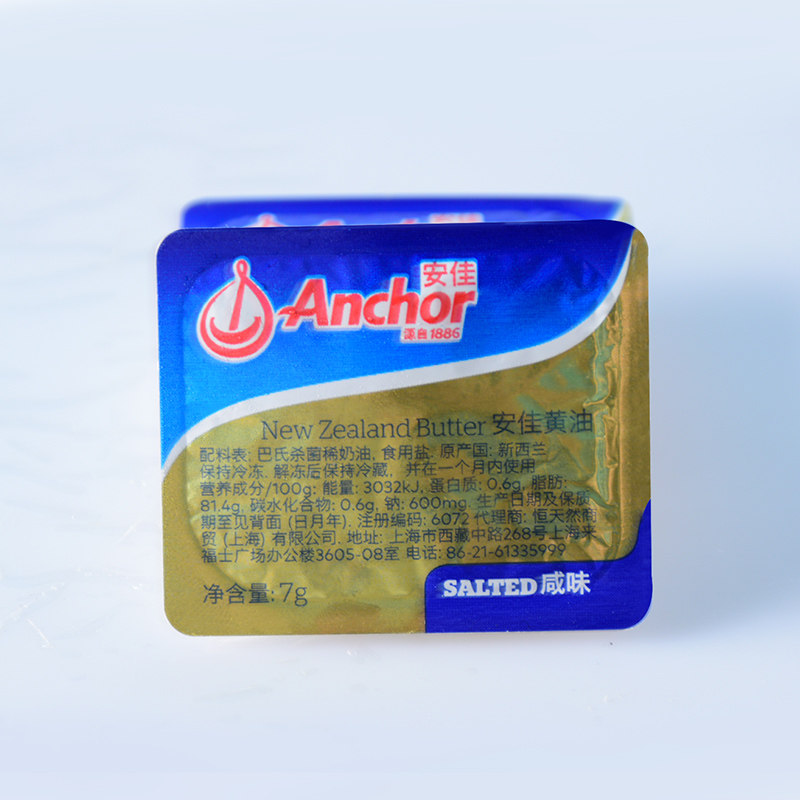 安佳
Anchor
源自1886
New Zealand Butter 安佳黄油
配料表: 巴氏杀菌稀奶油, 食用盐. 原产国: 新西兰
保持冷冻. 解冻后保持冷藏, 并在一个月内使用
营养成分/100g: 能量: 3032kJ, 蛋白质: 0.6g, 脂肪:
81.4g, 碳水化合物: 0.6g, 钠: 600mg. 生产日期及保质
期至见背面 (日月年). 注册编码: 6072 代理商: 恒天然商
贸 (上海) 有限公司. 地址: 上海市西藏中路268号上海来
福士广场办公楼3605-08室 电话: 86-21-61335999
净含量: 7g
SALTED 咸味